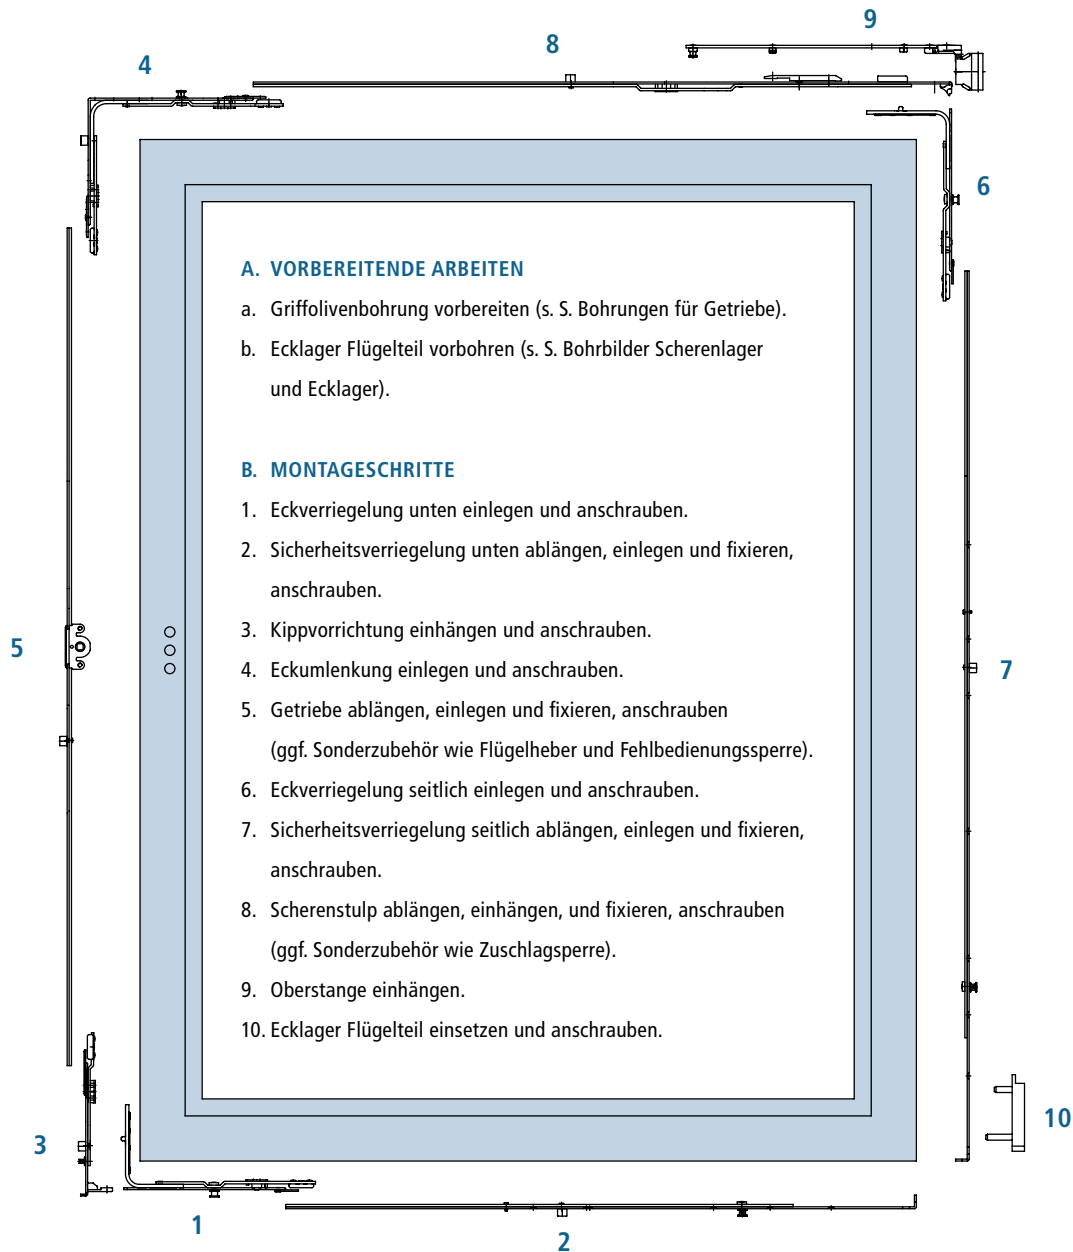 9
8
4
6
A. VORBEREITENDE ARBEITEN
a. Griffolivenbohrung vorbereiten (s. S. Bohrungen für Getriebe).
b. Ecklager Flügelteil vorbohren (s. S. Bohrbilder Scherenlager
und Ecklager).
B. MONTAGESCHRITTE
1. Eckverriegelung unten einlegen und anschrauben.
2. Sicherheitsverriegelung unten ablängen, einlegen und fixieren,
anschrauben.
3. Kippvorrichtung einhängen und anschrauben.
4. Eckumlenkung einlegen und anschrauben.
5. Getriebe ablängen, einlegen und fixieren, anschrauben
(ggf. Sonderzubehör wie Flügelheber und Fehlbedienungssperre).
6. Eckverriegelung seitlich einlegen und anschrauben.
7. Sicherheitsverriegelung seitlich ablängen, einlegen und fixieren,
anschrauben.
8. Scherenstulp ablängen, einhängen, und fixieren, anschrauben
(ggf. Sonderzubehör wie Zuschlagsperre).
9. Oberstange einhängen.
10. Ecklager Flügelteil einsetzen und anschrauben.
5
7
10
3
1
2